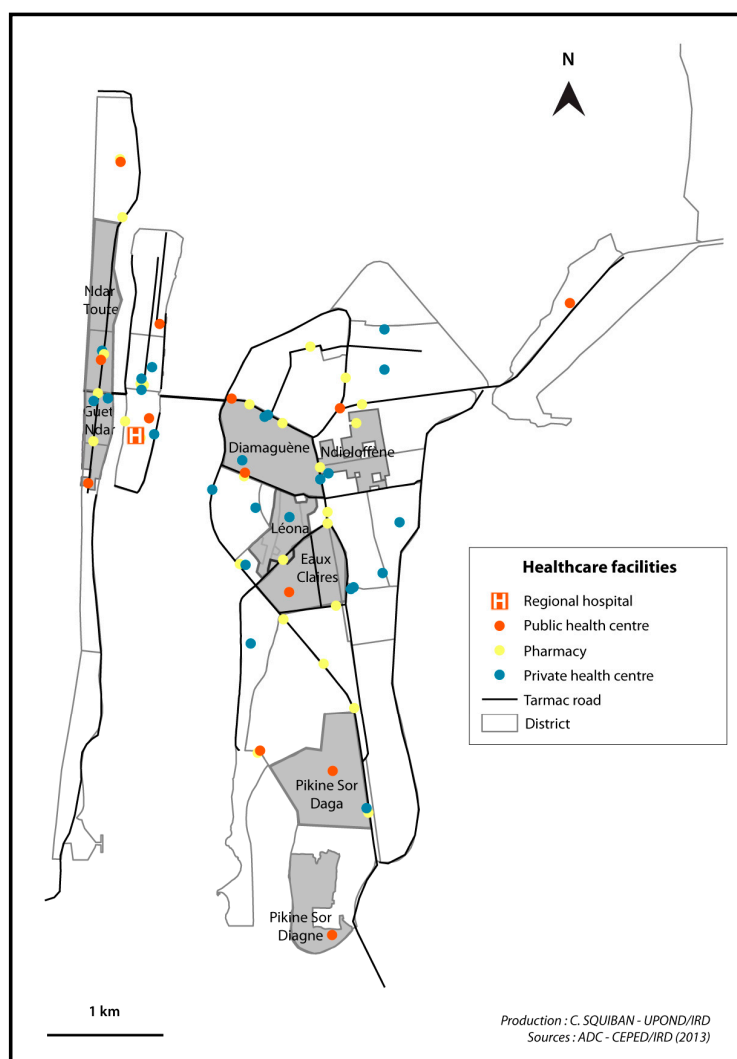 N
Ndar
Toute
Guet
Ndar
H
Diamaguène
Ndioloffène
Léona
Eaux
Claires
Healthcare facilities
H
Regional hospital
Public health centre
Pharmacy
Private health centre
Tarmac road
District
Pikine Sor
Daga
Pikine Sor
Diagne
1 km
Production : C. SQUIBAN - UPOND/IRD
Sources : ADC - CEPED/IRD (2013)